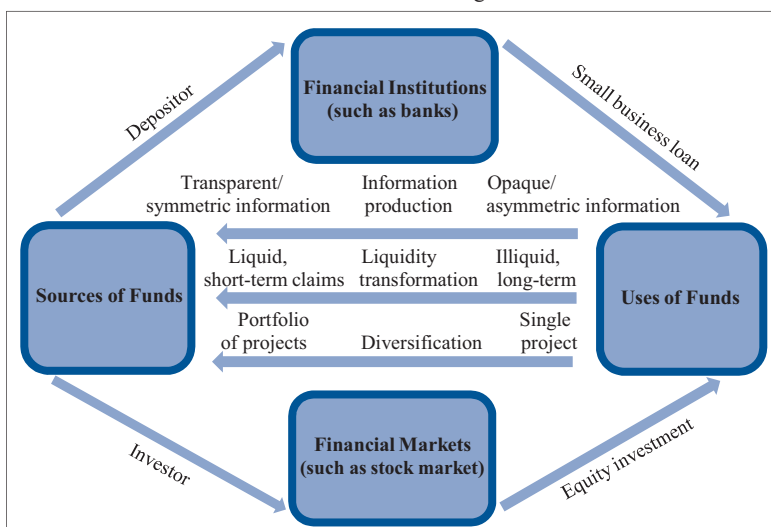 Financial Institutions
(such as banks)
Depositor
Small business loan
Transparent/
symmetric information
Information
production
Opaque/
asymmetric information
Sources of Funds
Liquid,
short-term claims
Liquidity
transformation
Illiquid,
long-term
Uses of Funds
Portfolio
of projects
Diversification
Single
project
Investor
Financial Markets
(such as stock market)
Equity investment